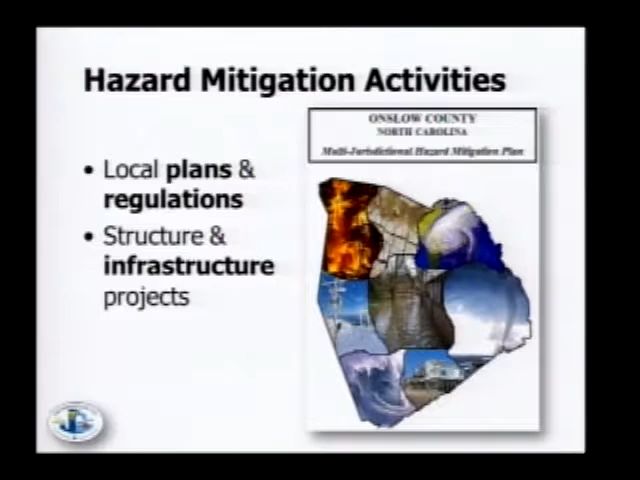 Hazard Mitigation Activities
ONSLOW COUNTY
NORTH CAROLINA
Multi-Jurisdictional Hazard Mitigation Plan
• Local plans &
regulations
• Structure &
infrastructure
projects